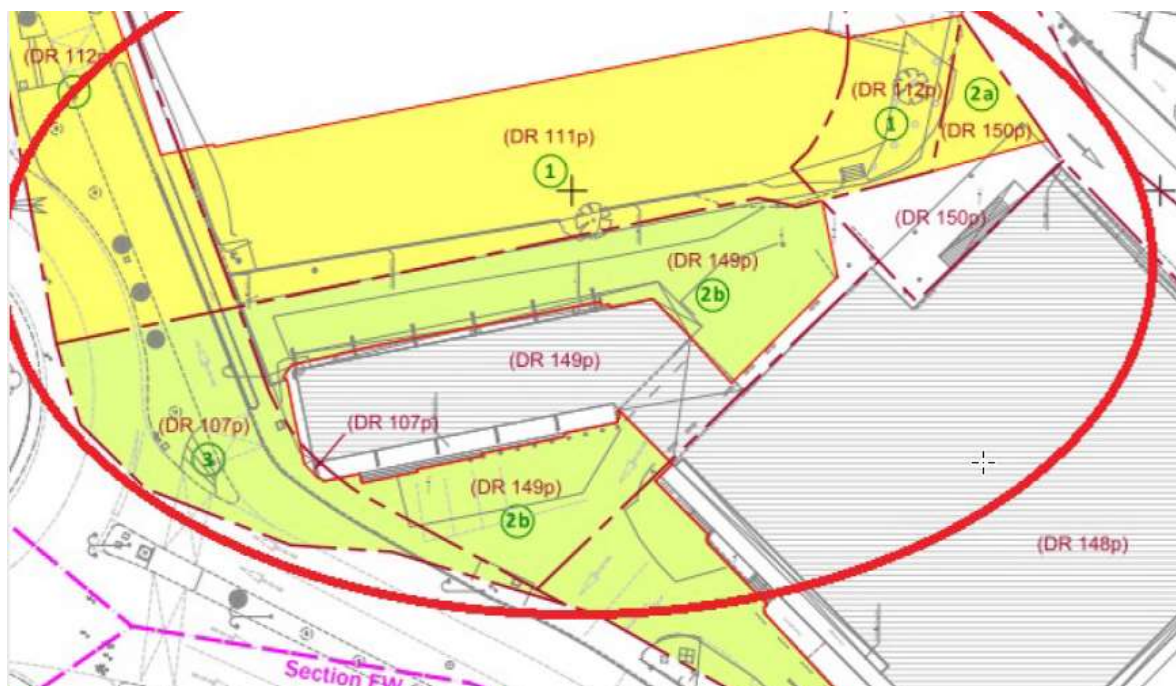 (DR 112p)
1
(DR 111p)
1
(DR 112p)
1
2a
(DR 150p)
(DR 150p)
(DR 149p)
2b
(DR 149p)
(DR 107p)
(DR 107p)
3
(DR 149p)
2b
(DR 148p)
Section EW